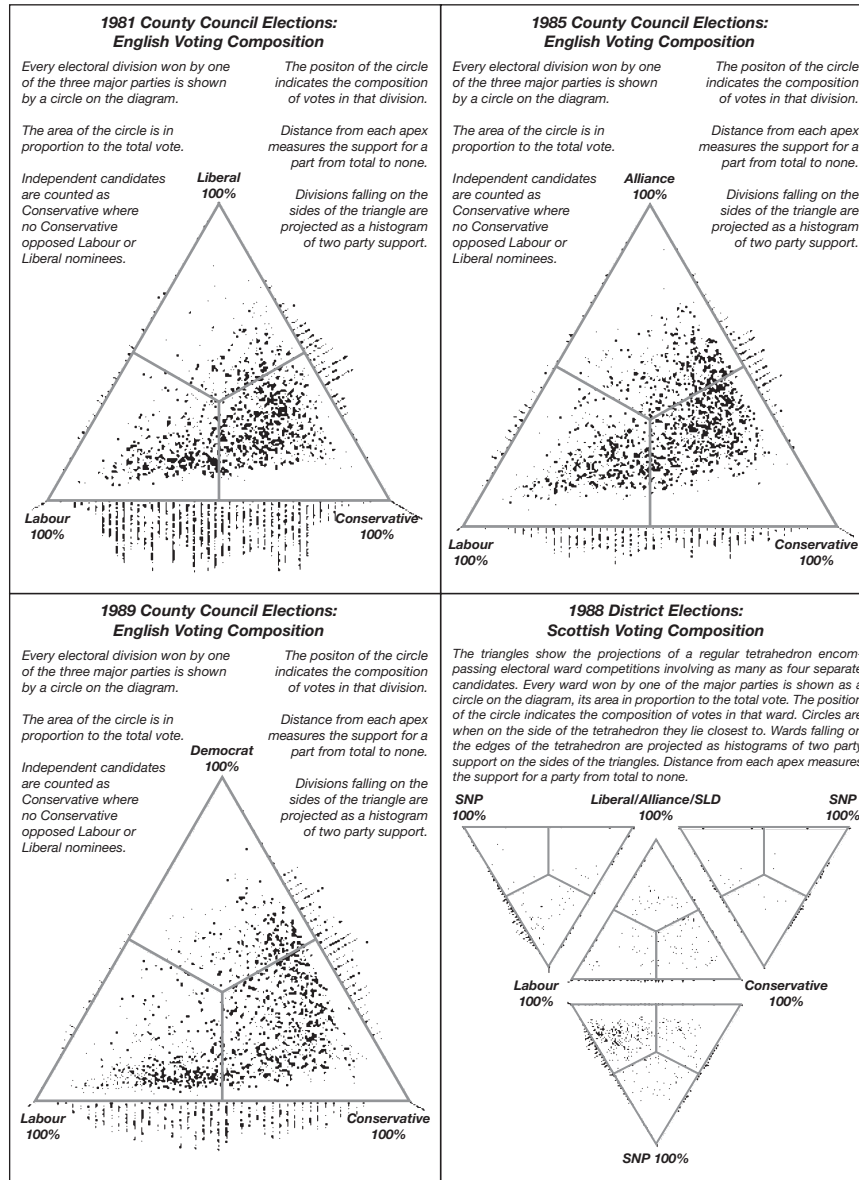 1981 County Council Elections:
English Voting Composition
Every electoral division won by one
of the three major parties is shown
by a circle on the diagram.
The area of the circle is in
proportion to the total vote.
Independent candidates
are counted as
Conservative where
no Conservative
opposed Labour or
Liberal nominees.
The positon of the circle
indicates the composition
of votes in that division.
Distance from each apex
measures the support for a
part from total to none.
Divisions falling on the
sides of the triangle are
projected as a histogram
of two party support.
Liberal
100%
Labour
100%
Conservative
100%
1985 County Council Elections:
English Voting Composition
Every electoral division won by one
of the three major parties is shown
by a circle on the diagram.
The area of the circle is in
proportion to the total vote.
Independent candidates
are counted as
Conservative where
no Conservative
opposed Labour or
Liberal nominees.
The positon of the circle
indicates the composition
of votes in that division.
Distance from each apex
measures the support for a
part from total to none.
Divisions falling on the
sides of the triangle are
projected as a histogram
of two party support.
Alliance
100%
Labour
100%
Conservative
100%
1989 County Council Elections:
English Voting Composition
Every electoral division won by one
of the three major parties is shown
by a circle on the diagram.
The area of the circle is in
proportion to the total vote.
Independent candidates
are counted as
Conservative where
no Conservative
opposed Labour or
Liberal nominees.
The positon of the circle
indicates the composition
of votes in that division.
Distance from each apex
measures the support for a
part from total to none.
Divisions falling on the
sides of the triangle are
projected as a histogram
of two party support.
Democrat
100%
Labour
100%
Conservative
100%
1988 District Elections:
Scottish Voting Composition
The triangles show the projections of a regular tetrahedron encom-
passing electoral ward competitions involving as many as four separate
candidates. Every ward won by one of the major parties is shown as a
circle on the diagram, its area in proportion to the total vote. The position
of the circle indicates the composition of votes in that ward. Circles are
when on the side of the tetrahedron they lie closest to. Wards falling on
the edges of the tetrahedron are projected as histograms of two party
support on the sides of the triangles. Distance from each apex measures
the support for a party from total to none.
SNP
100%
Liberal/Alliance/SLD
100%
SNP
100%
Labour
100%
Conservative
100%
SNP 100%